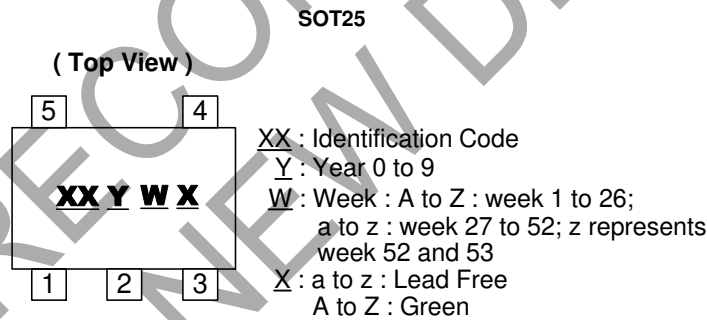 SOT25
( Top View )
5 4
XX Y W X
1 2 3
XX : Identification Code
Y : Year 0 to 9
W : Week : A to Z : week 1 to 26;
a to z : week 27 to 52; z represents
week 52 and 53
X : a to z : Lead Free
A to Z : Green